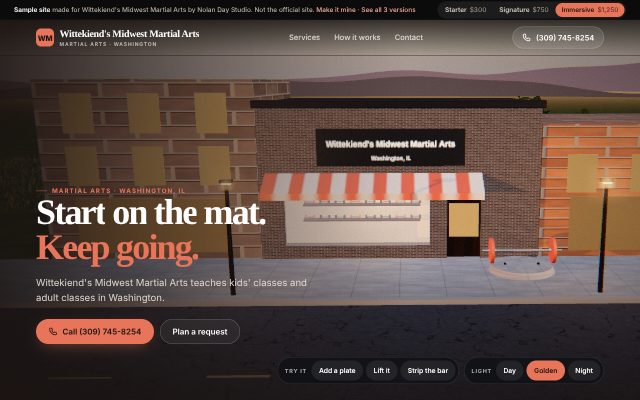 Sample site made for Wittekiend's Midwest Martial Arts by Nolan Day Studio. Not the official site. Make it mine · See all 3 versions
Starter $300 Signature $750 Immersive $1,250
WM Wittekiend's Midwest Martial Arts
MARTIAL ARTS · WASHINGTON
Services How it works Contact
(309) 745-8254
Wittekiend's Midwest Martial Arts
Washington, IL
MARTIAL ARTS · WASHINGTON, IL
Start on the mat.
Keep going.
Wittekiend's Midwest Martial Arts teaches kids' classes and
adult classes in Washington.
Call (309) 745-8254 Plan a request
TRY IT Add a plate Lift it Strip the bar LIGHT Day Golden Night